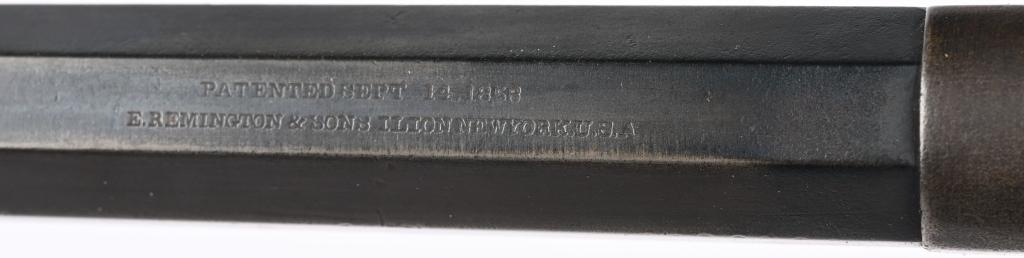 PATENTED SEPT 14.1858
E. REMINGTON & SONS ILION NEW YORK U.S.A